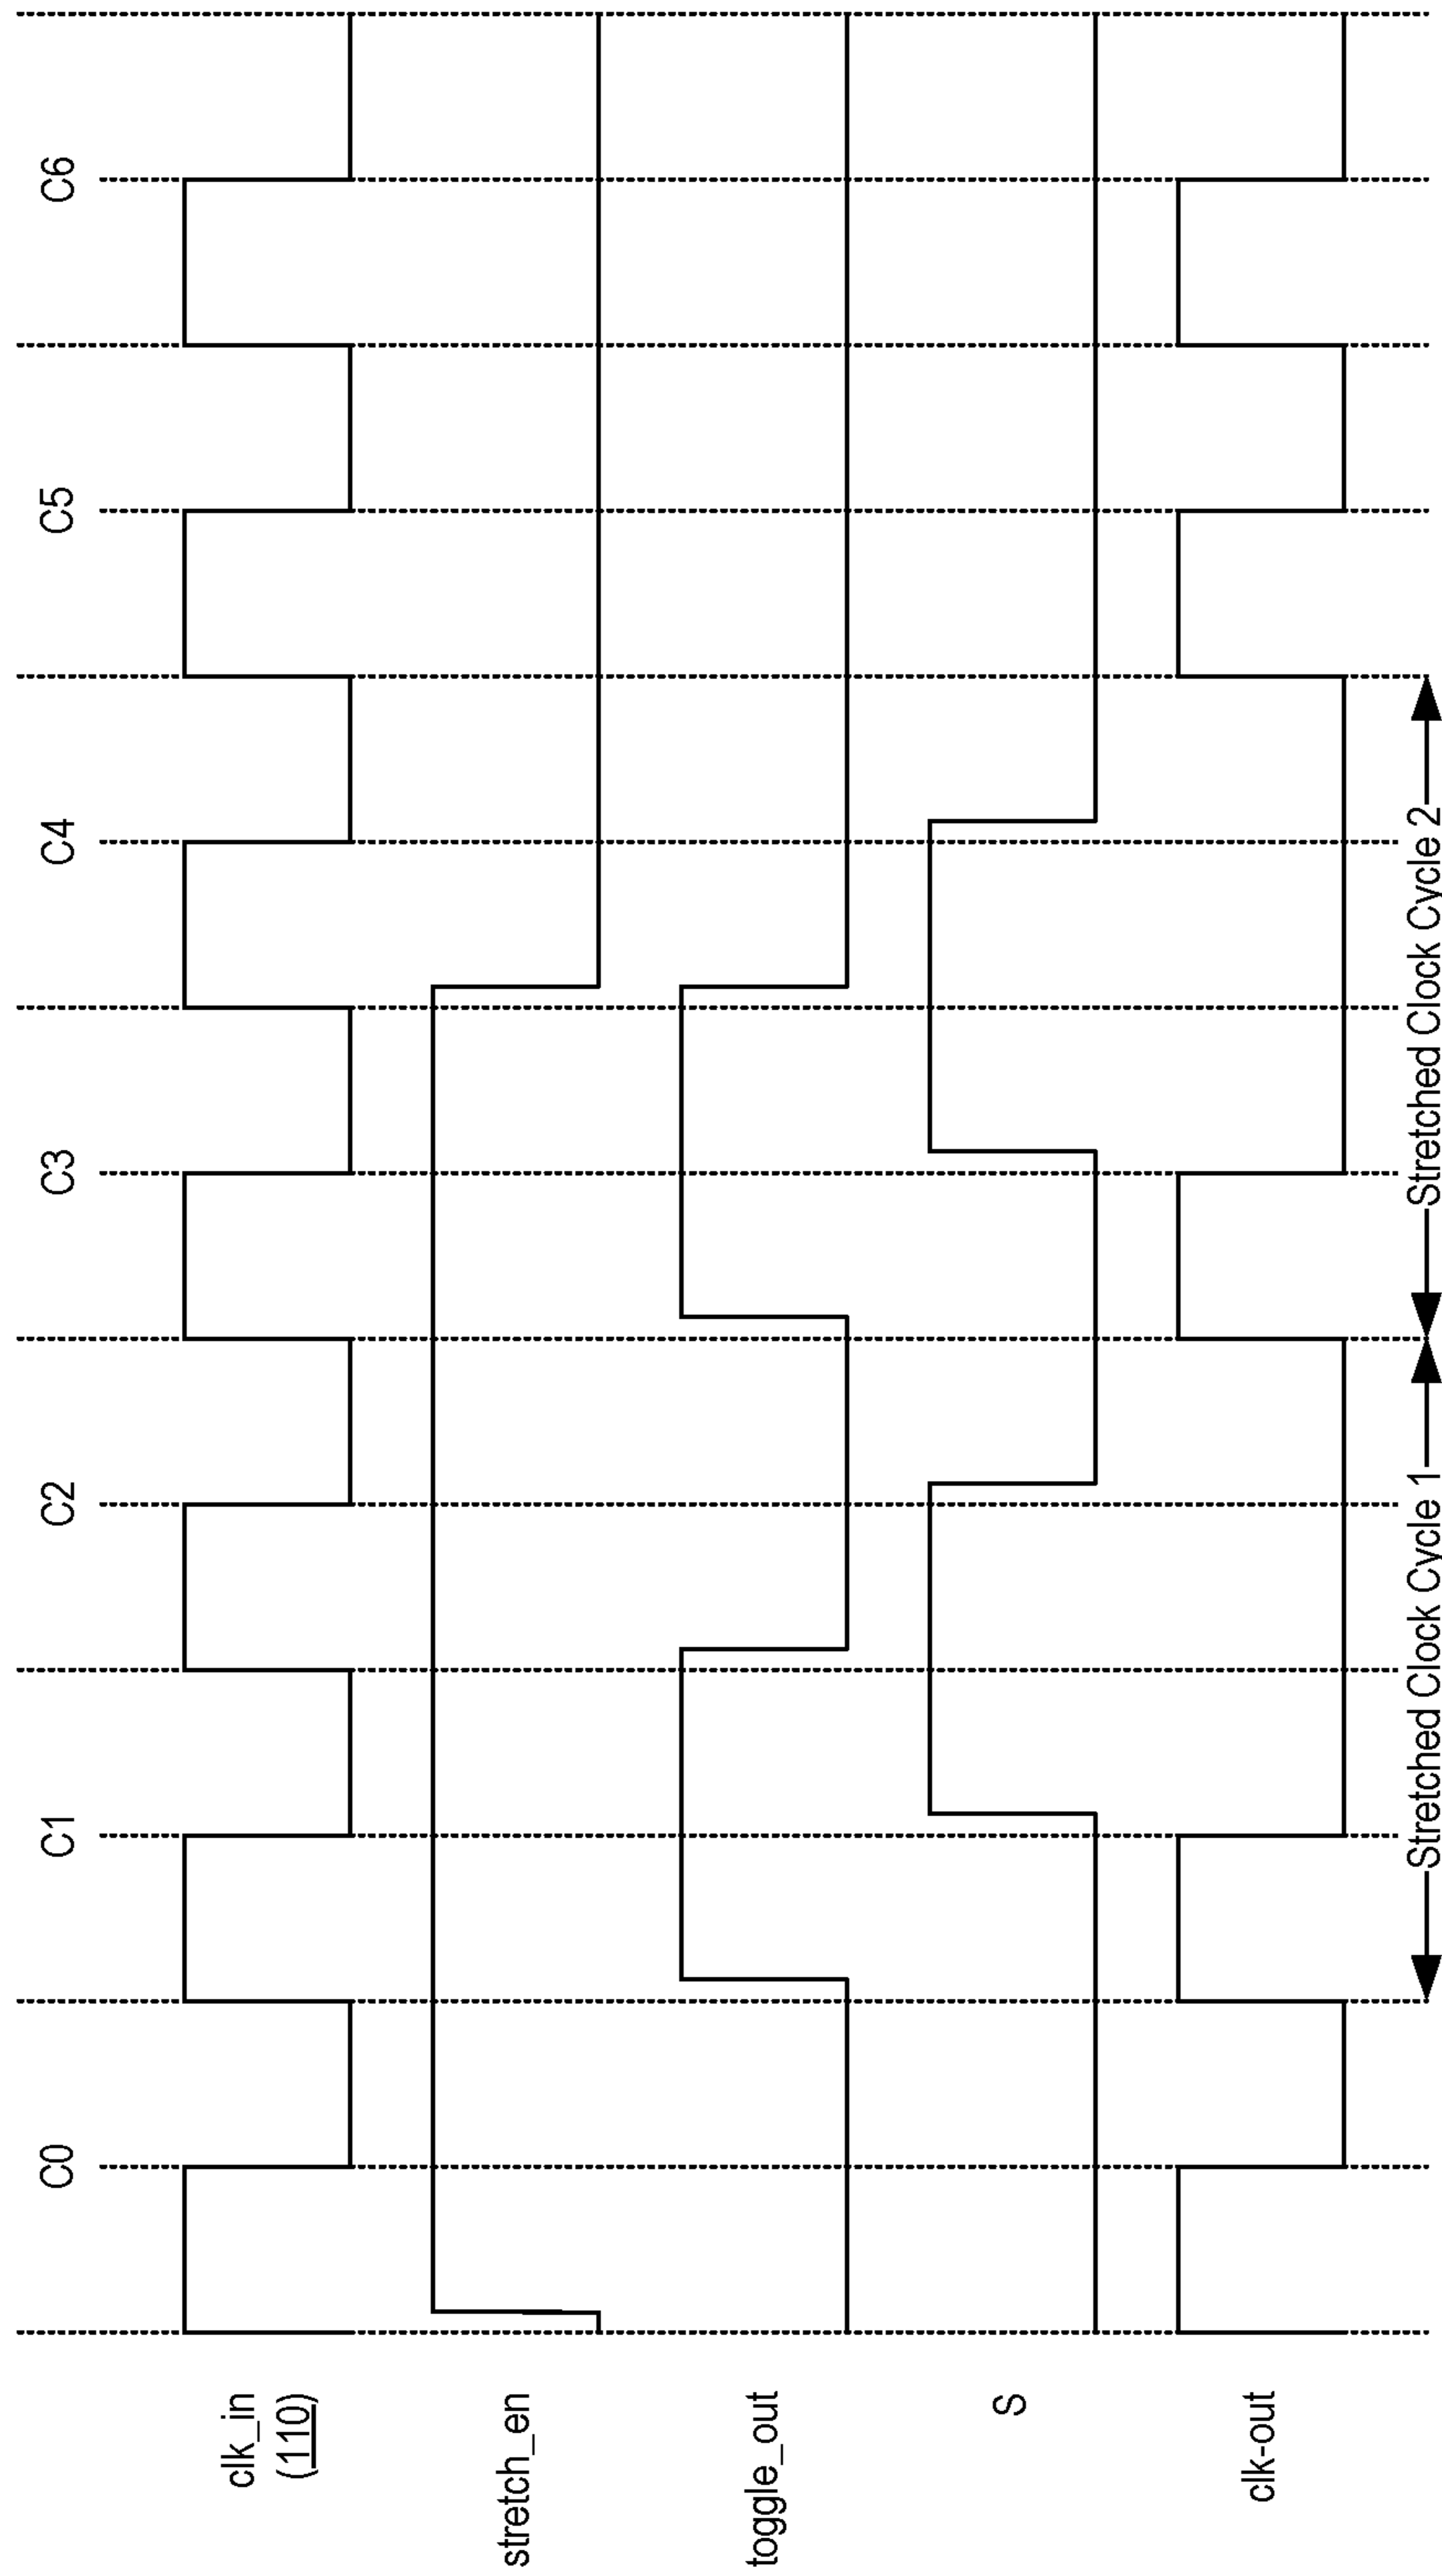 C0 C1 C2 C3 C4 C5 C6
clk_in
(110)
stretch_en
toggle_out
S
clk-out
Stretched Clock Cycle 1 Stretched Clock Cycle 2